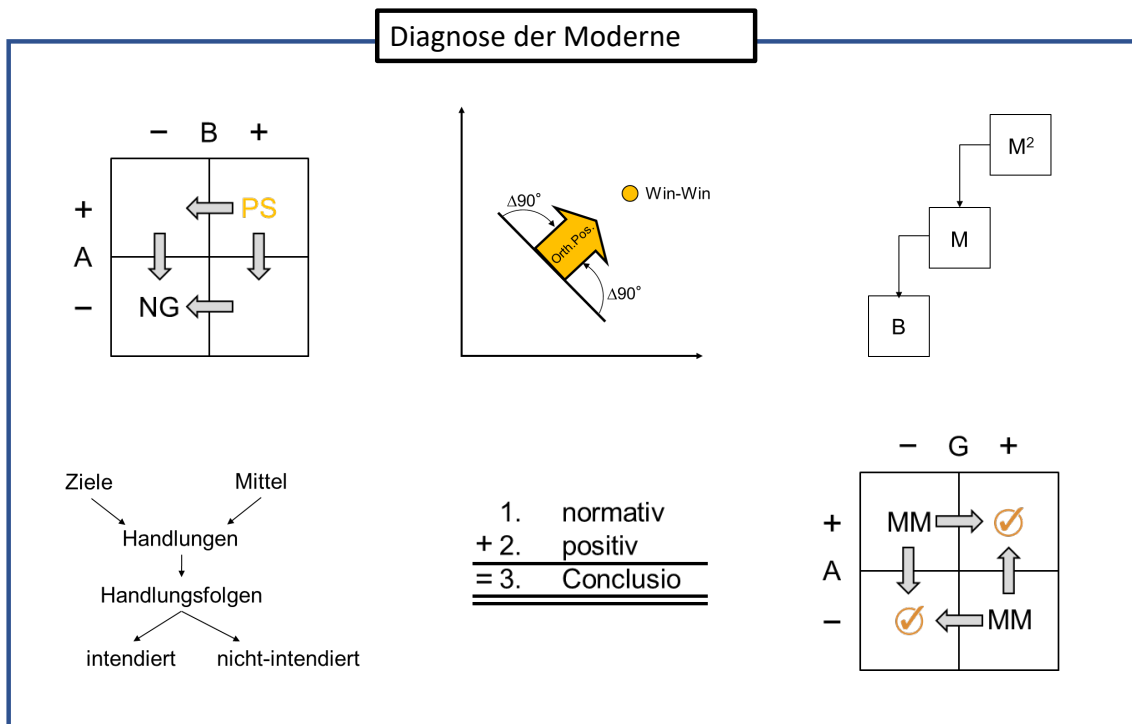 Diagnose der Moderne
− B +
+ PS
A
− NG
Δ90°
Win-Win
Orth.Pos.
Δ90°
M²
M
B
Ziele Mittel
Handlungen
Handlungsfolgen
intendiert nicht-intendiert
1. normativ
+ 2. positiv
= 3. Conclusio
− G +
+ MM
A
− MM